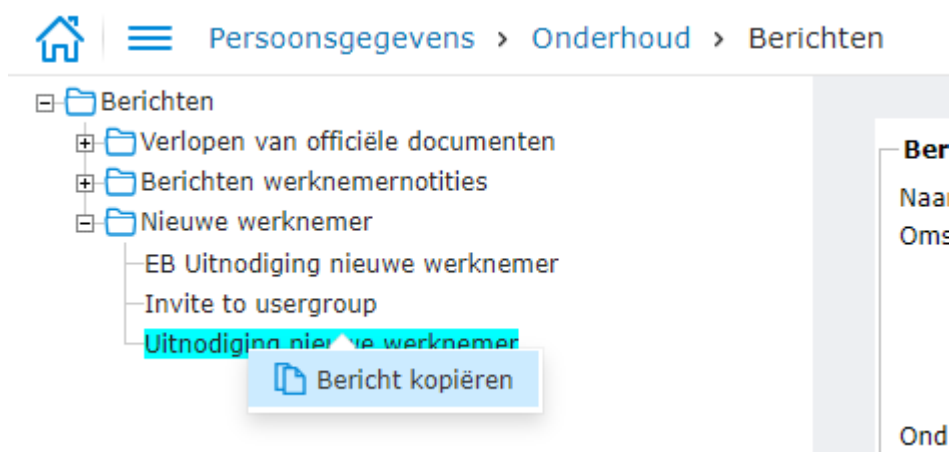 Persoonsgegevens > Onderhoud > Berichten
Berichten
Verlopen van officiële documenten
Berichten werknemernotities
Nieuwe werknemer
EB Uitnodiging nieuwe werknemer
Invite to usergroup
Uitnodiging nieuwe werknemer
Bericht kopiëren